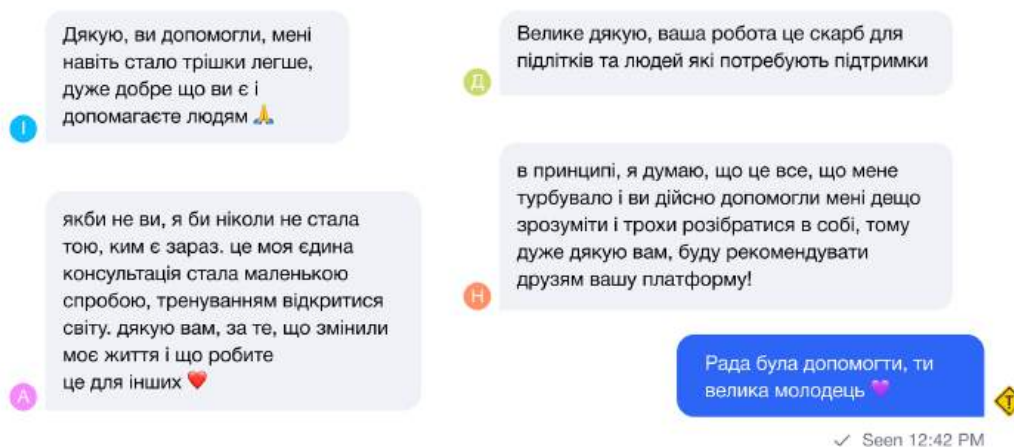 Дякую, ви допомогли, мені
навіть стало трішки легше,
дуже добре що ви є і
допомагаєте людям 🙏
І
якби не ви, я би ніколи не стала
тою, ким є зараз. це моя єдина
консультація стала маленькою
спробою, тренуванням відкритися
світу. дякую вам, за те, що змінили
моє життя і що робите
це для інших ❤️
А
Велике дякую, ваша робота це скарб для
підлітків та людей які потребують підтримки
Д
в принципі, я думаю, що це все, що мене
турбувало і ви дійсно допомогли мені дещо
зрозуміти і трохи розібратися в собі, тому
дуже дякую вам, буду рекомендувати
друзям вашу платформу!
Н
Рада була допомогти, ти
велика молодець 💜
✓ Seen 12:42 PM